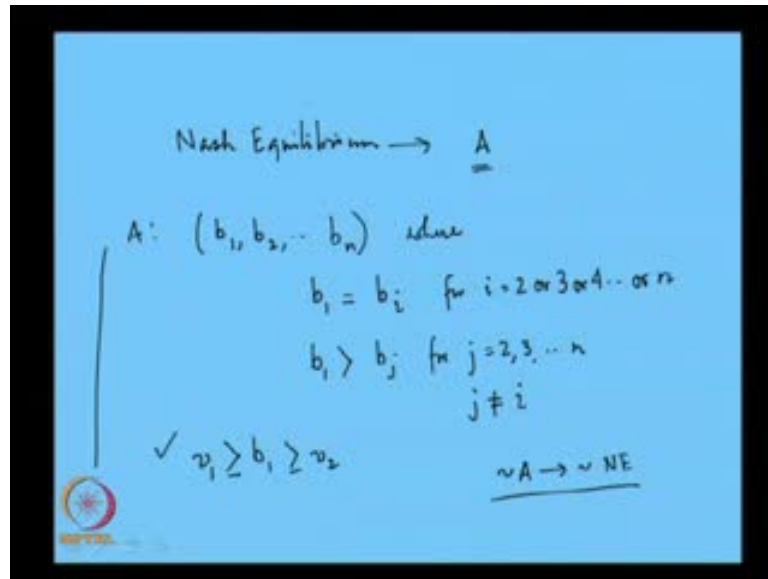 Nash Equilibrium → A
A: (b₁, b₂, .. bₙ) where
b₁ = bᵢ for i = 2 or 3 or 4 .. or n
b₁ > bⱼ for j = 2, 3, .. n
j ≠ i
✓ v₁ ≥ b₁ ≥ v₂
~A → ~ NE
NPTEL